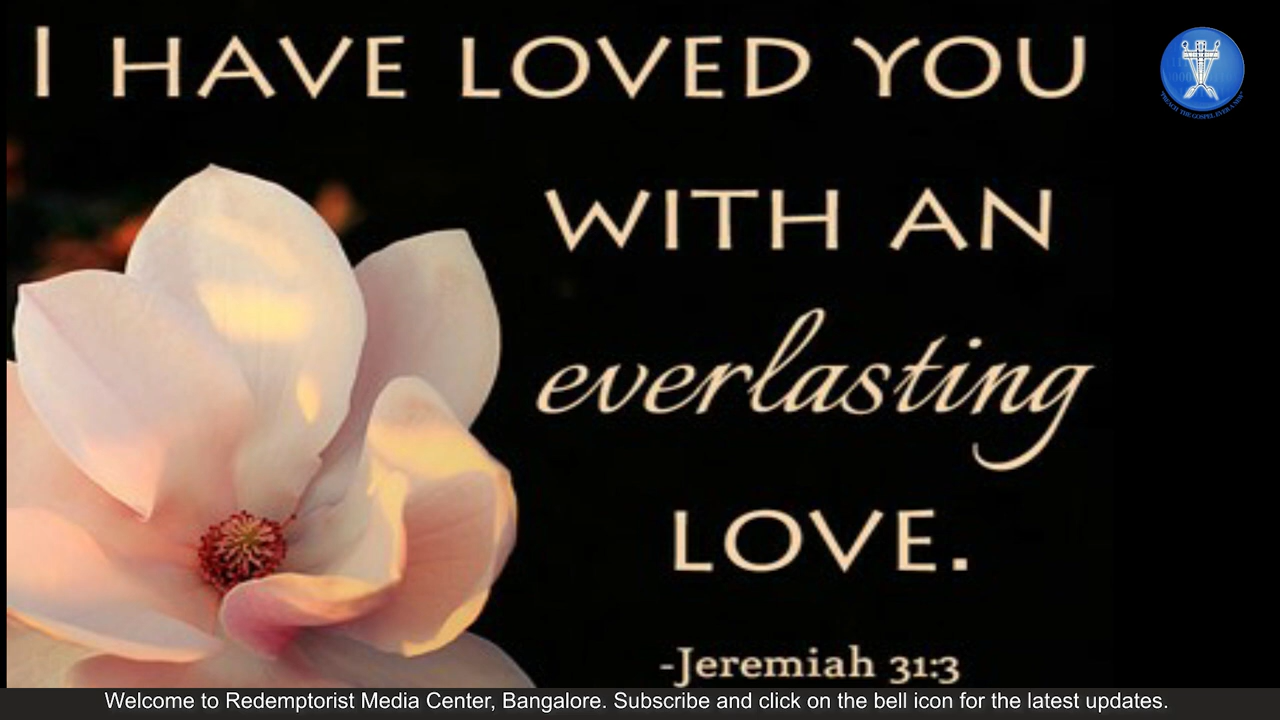 I HAVE LOVED YOU
WITH AN
everlasting
LOVE.
-Jeremiah 31:3
Welcome to Redemptorist Media Center, Bangalore. Subscribe and click on the bell icon for the latest updates.